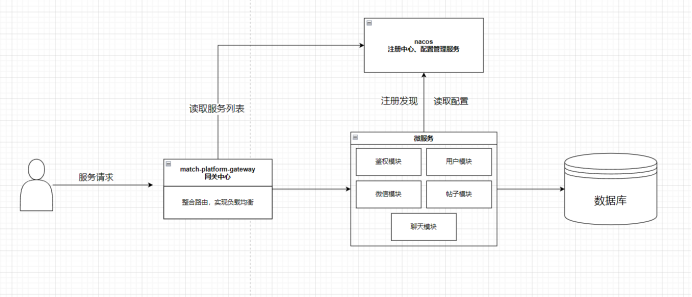 nacos
注册中心、配置管理服务
读取服务列表
注册发现
读取配置
微服务
服务请求
match.platform.gateway
网关中心
整合路由、实现负载均衡
鉴权模块
用户模块
微信模块
帖子模块
聊天模块
数据库